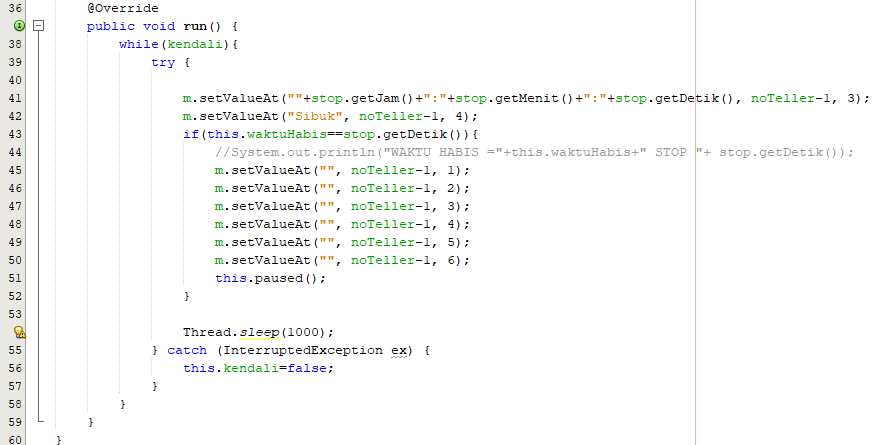 36 @Override
public void run() {
38 while(kendali){
39 try {
40
41 m.setValueAt(""+stop.getJam()+":"+stop.getMenit()+":"+stop.getDetik(), noTeller-1, 3);
42 m.setValueAt("Sibuk", noTeller-1, 4);
43 if(this.waktuHabis==stop.getDetik()){
44 //System.out.println("WAKTU HABIS ="+this.waktuHabis+" STOP "+ stop.getDetik());
45 m.setValueAt("", noTeller-1, 1);
46 m.setValueAt("", noTeller-1, 2);
47 m.setValueAt("", noTeller-1, 3);
48 m.setValueAt("", noTeller-1, 4);
49 m.setValueAt("", noTeller-1, 5);
50 m.setValueAt("", noTeller-1, 6);
51 this.paused();
52 }
53
Thread.sleep(1000);
55 } catch (InterruptedException ex) {
56 this.kendali=false;
57 }
58 }
59 }
60 }